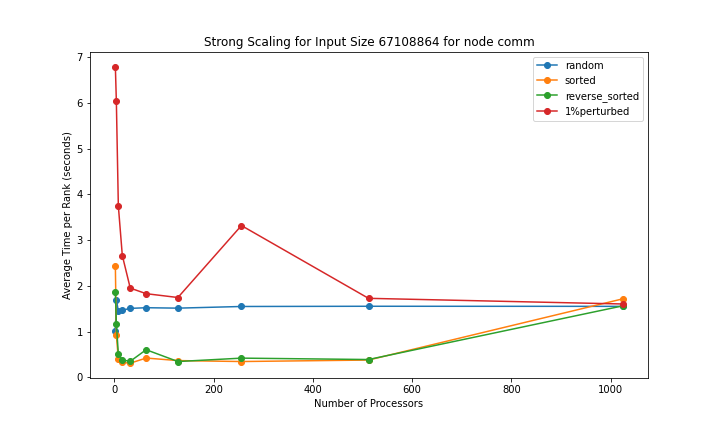 Strong Scaling for Input Size 67108864 for node comm
random
sorted
reverse_sorted
1%perturbed
Average Time per Rank (seconds)
7
6
5
4
3
2
1
0
0 200 400 600 800 1000
Number of Processors